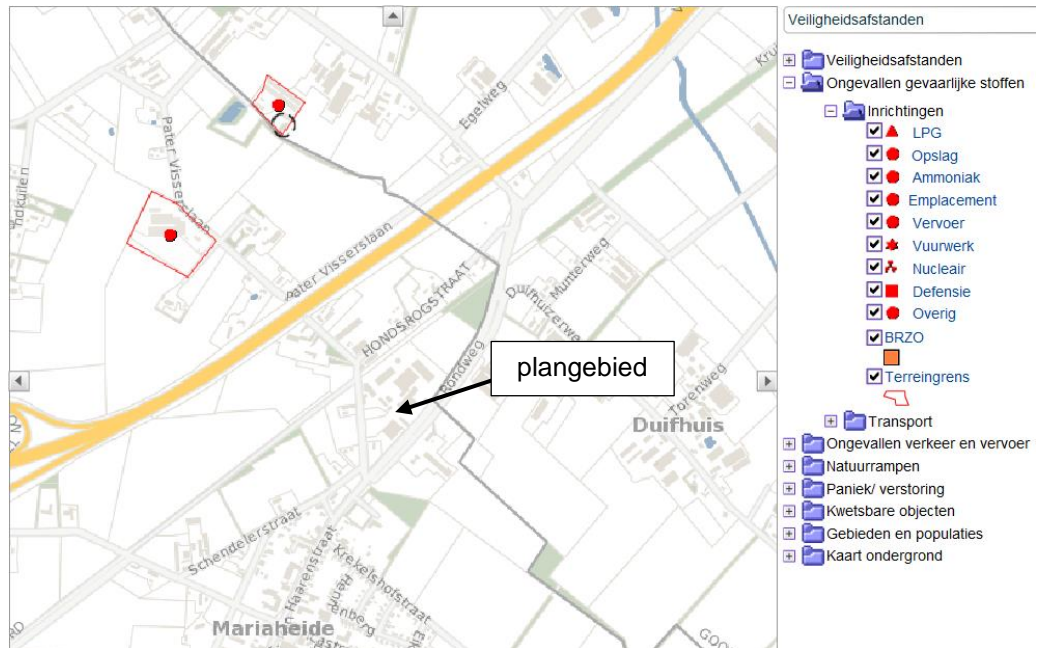 Veiligheidsafstanden
Veiligheidsafstanden
Ongevallen gevaarlijke stoffen
Inrichtingen
LPG
Opslag
Ammoniak
Emplacement
Vervoer
Vuurwerk
Nucleair
Defensie
Overig
BRZO
Terreingrens
Transport
Ongevallen verkeer en vervoer
Natuurrampen
Paniek/ verstoring
Kwetsbare objecten
Gebieden en populaties
Kaart ondergrond
Egelweg
Pater Visserslaan
Pater Visserslaan
HONDSROGSTRAAT
Munterweg
Rondweg
plangebied
Torenweg
Duifhuis
Schendelerstraat
Krekelshofstraat
Mariaheide